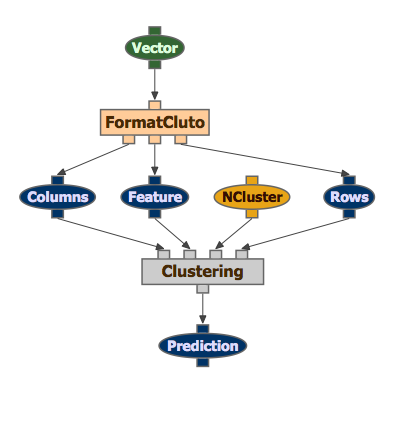 Vector
FormatCluto
Columns
Feature
NCluster
Rows
Clustering
Prediction